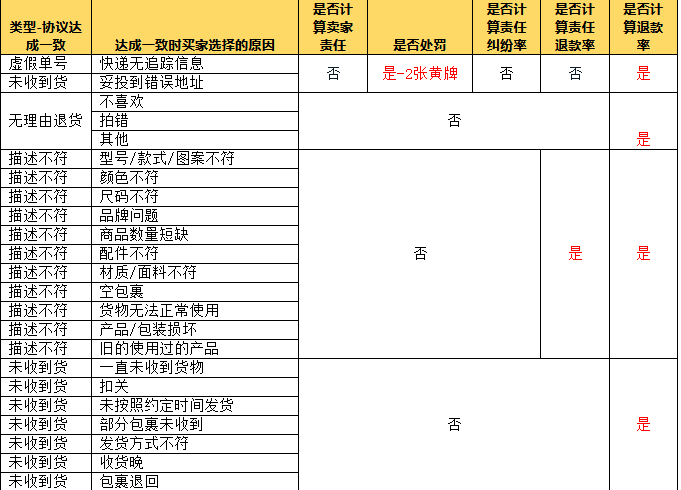 类型-协议达成一致 达成一致时买家选择的原因 是否计算卖家责任 是否处罚 是否计算责任纠纷率 是否计算责任退款率 是否计算退款率
虚假单号 快递无追踪信息
未收到货 妥投到错误地址
否 是-2张黄牌 否 否 是
无理由退货
不喜欢
拍错
其他
否
是
描述不符 型号/款式/图案不符
描述不符 颜色不符
描述不符 尺码不符
描述不符 品牌问题
描述不符 商品数量短缺
描述不符 配件不符
描述不符 材质/面料不符
描述不符 空包裹
描述不符 货物无法正常使用
描述不符 产品/包装损坏
描述不符 旧的使用过的产品
否 是 是
未收到货 一直未收到货物
未收到货 扣关
未收到货 未按照约定时间发货
未收到货 部分包裹未收到
未收到货 发货方式不符
未收到货 收货晚
未收到货 包裹退回
否 是